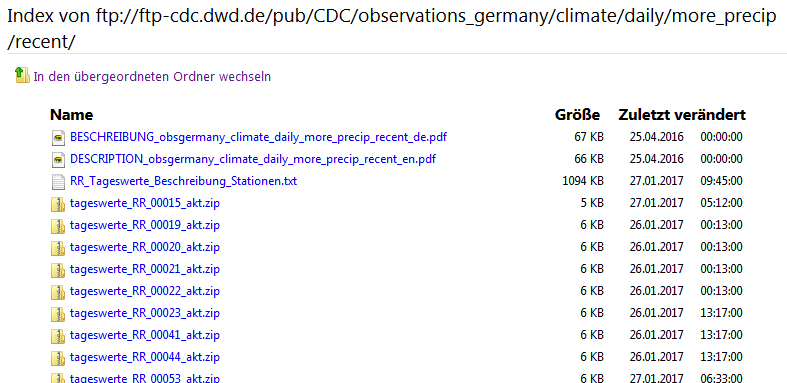 Index von ftp://ftp-cdc.dwd.de/pub/CDC/observations_germany/climate/daily/more_precip
/recent/
In den übergeordneten Ordner wechseln
Name Größe Zuletzt verändert
BESCHREIBUNG_obsgermany_climate_daily_more_precip_recent_de.pdf 67 KB 25.04.2016 00:00:00
DESCRIPTION_obsgermany_climate_daily_more_precip_recent_en.pdf 66 KB 25.04.2016 00:00:00
RR_Tageswerte_Beschreibung_Stationen.txt 1094 KB 27.01.2017 09:45:00
tageswerte_RR_00015_akt.zip 5 KB 27.01.2017 05:12:00
tageswerte_RR_00019_akt.zip 6 KB 26.01.2017 00:13:00
tageswerte_RR_00020_akt.zip 6 KB 26.01.2017 00:13:00
tageswerte_RR_00021_akt.zip 6 KB 26.01.2017 00:13:00
tageswerte_RR_00022_akt.zip 6 KB 26.01.2017 00:13:00
tageswerte_RR_00023_akt.zip 6 KB 26.01.2017 13:17:00
tageswerte_RR_00041_akt.zip 6 KB 26.01.2017 13:17:00
tageswerte_RR_00044_akt.zip 6 KB 26.01.2017 13:17:00
tageswerte_RR_00053_akt.zip 6 KB 27.01.2017 06:33:00